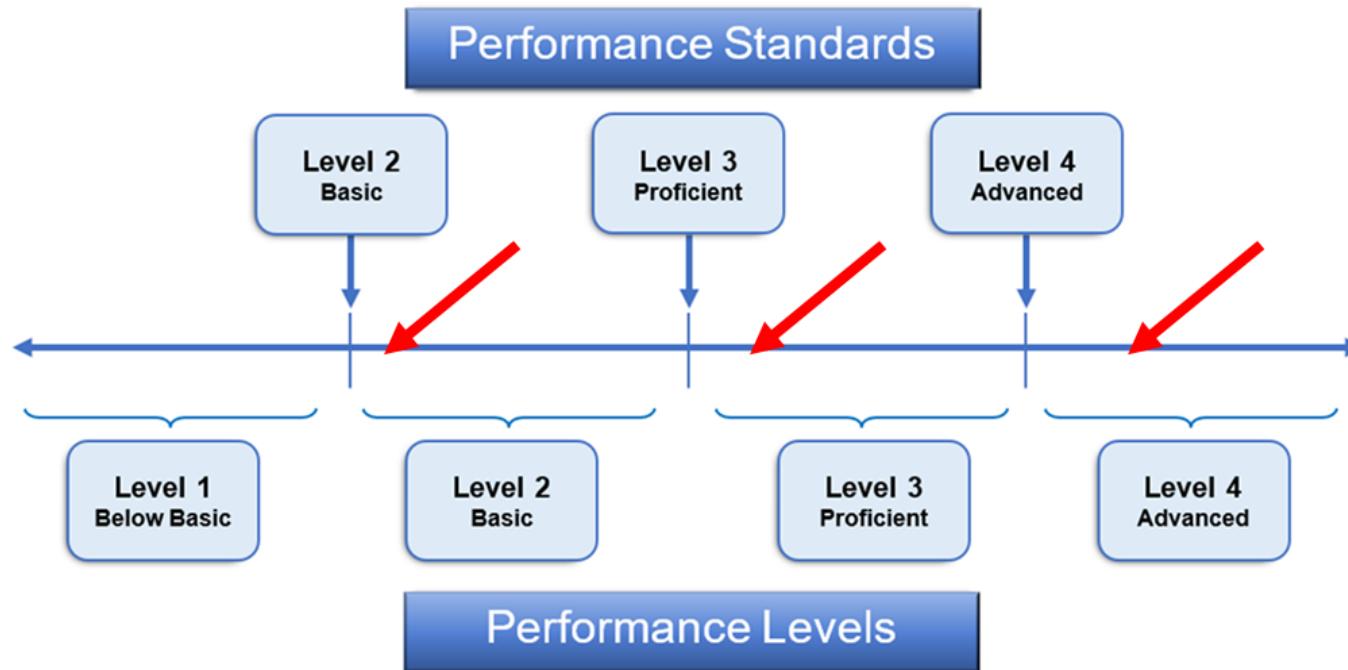 Performance Standards
Level 2
Basic
Level 3
Proficient
Level 4
Advanced
Level 1
Below Basic
Level 2
Basic
Level 3
Proficient
Level 4
Advanced
Performance Levels